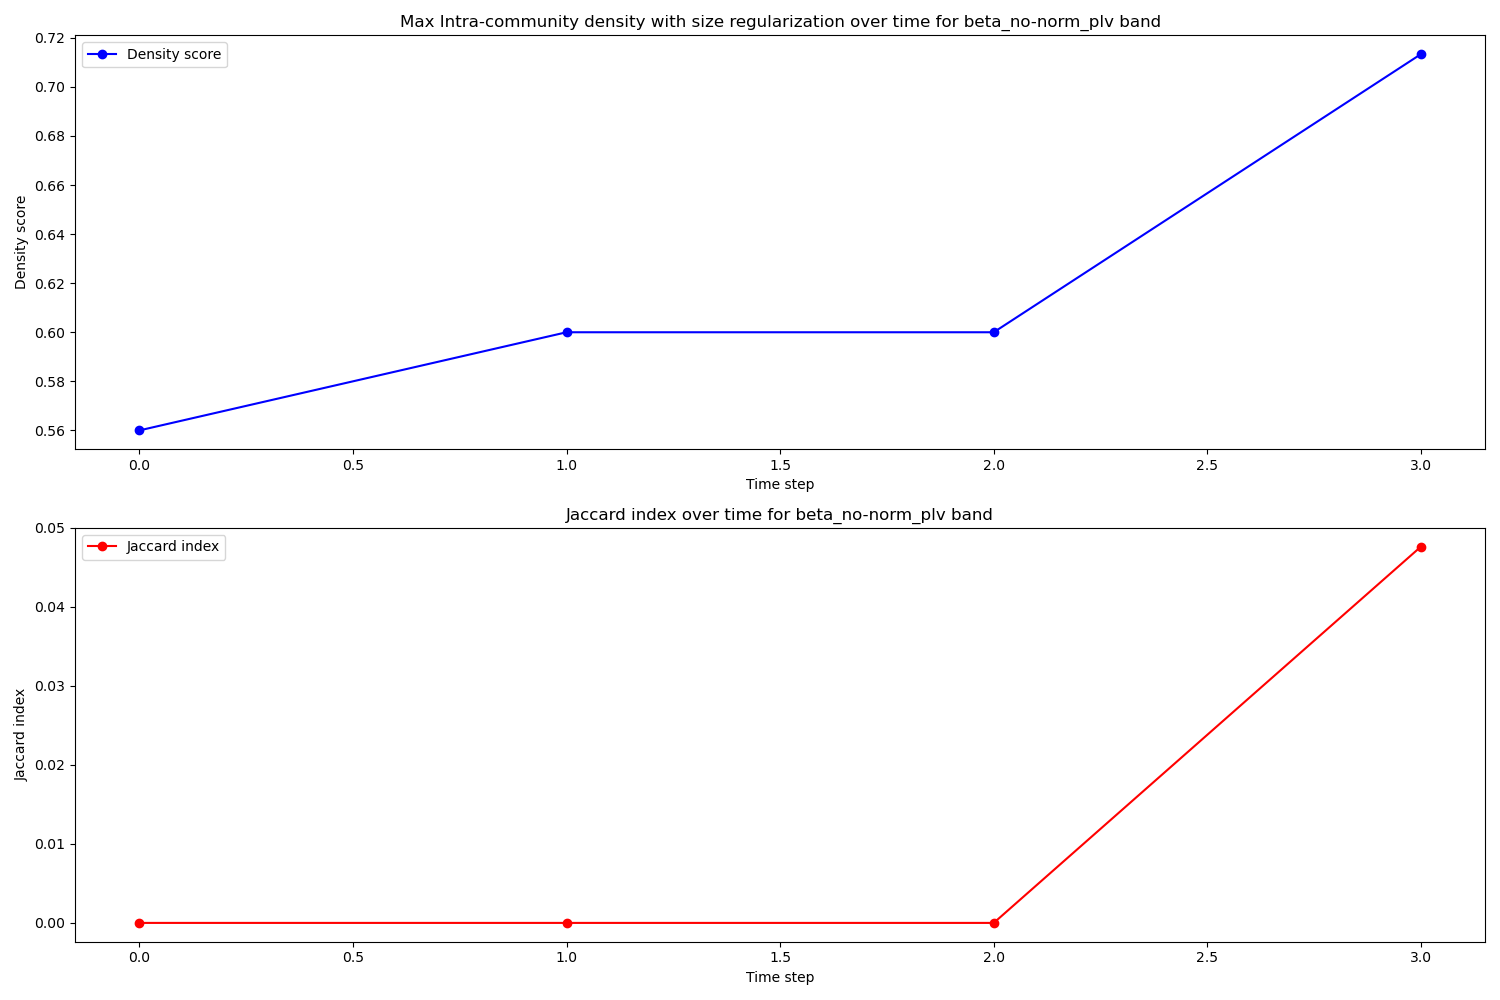 Max Intra-community density with size regularization over time for beta_no-norm_plv band
Density score
Density score
0.72
0.70
0.68
0.66
0.64
0.62
0.60
0.58
0.56
0.0 0.5 1.0 1.5 2.0 2.5 3.0
Time step
Jaccard index over time for beta_no-norm_plv band
Jaccard index
Jaccard index
0.05
0.04
0.03
0.02
0.01
0.00
0.0 0.5 1.0 1.5 2.0 2.5 3.0
Time step